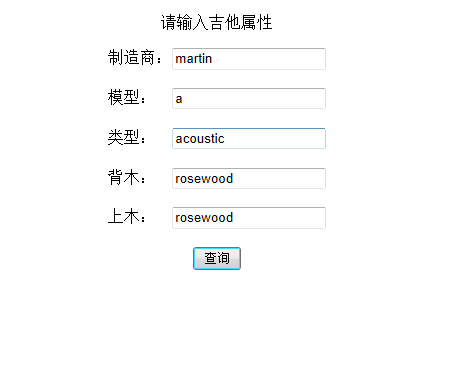 请输入吉他属性
制造商： martin
模型： a
类型： acoustic
背木： rosewood
上木： rosewood
查询